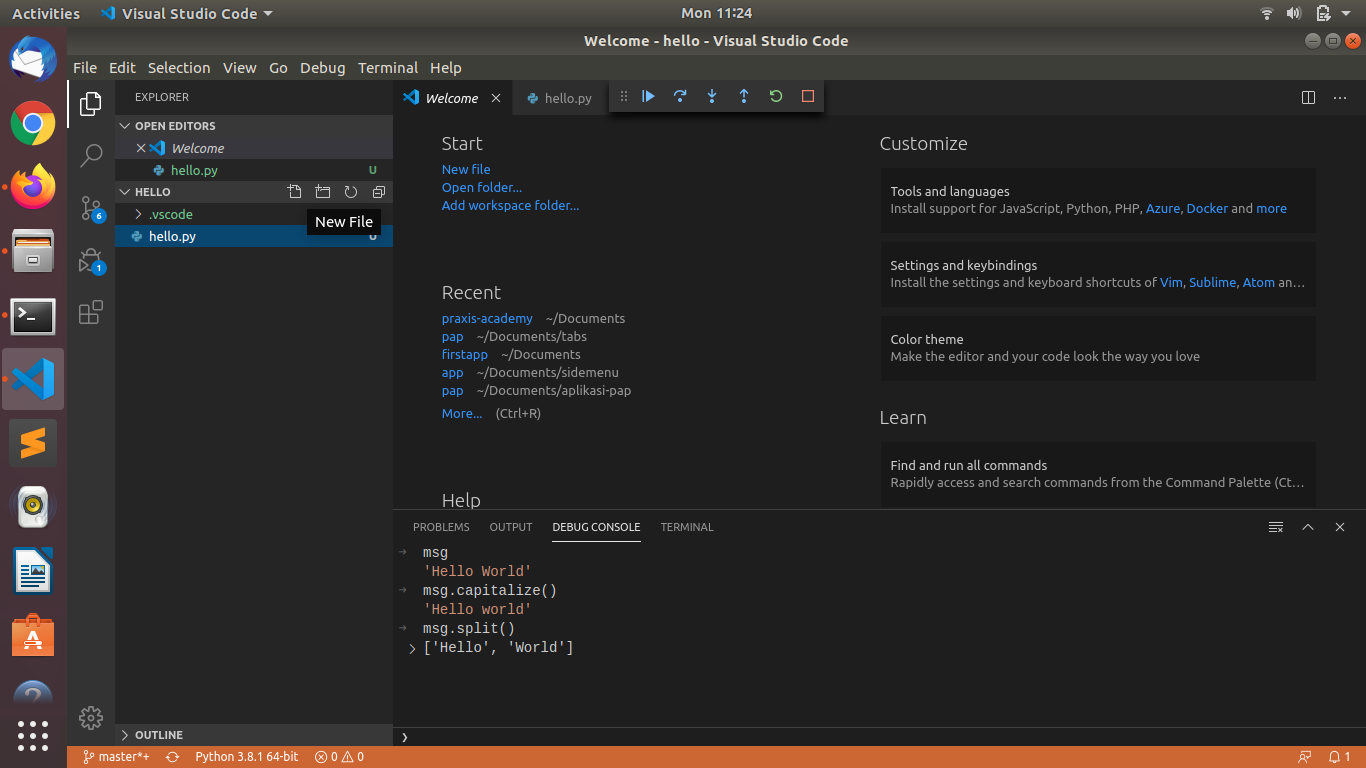 Activities Visual Studio Code Mon 11:24
Welcome - hello - Visual Studio Code
File Edit Selection View Go Debug Terminal Help
EXPLORER
OPEN EDITORS
Welcome
hello.py U
HELLO
.vscode
New File
hello.py U
OUTLINE
6
1
Welcome hello.py
Start
New file
Open folder...
Add workspace folder...
Recent
praxis-academy ~/Documents
pap ~/Documents/tabs
firstapp ~/Documents
app ~/Documents/sidemenu
pap ~/Documents/aplikasi-pap
More... (Ctrl+R)
Help
Customize
Tools and languages
Install support for JavaScript, Python, PHP, Azure, Docker and more
Settings and keybindings
Install the settings and keyboard shortcuts of Vim, Sublime, Atom an...
Color theme
Make the editor and your code look the way you love
Learn
Find and run all commands
Rapidly access and search commands from the Command Palette (Ct...
PROBLEMS OUTPUT DEBUG CONSOLE TERMINAL
msg
'Hello World'
msg.capitalize()
'Hello world'
msg.split()
['Hello', 'World']
master*+ Python 3.8.1 64-bit 0 0 1